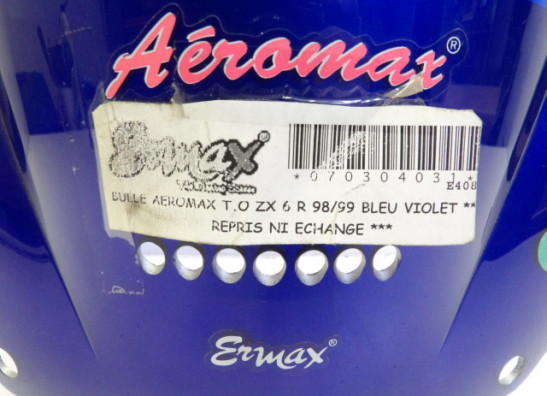 Aéromax®
Ermax®
*070304031*
E408
BULLE AEROMAX T.O ZX 6 R 98/99 BLEU VIOLET **
REPRIS NI ECHANGE ***
Ermax®